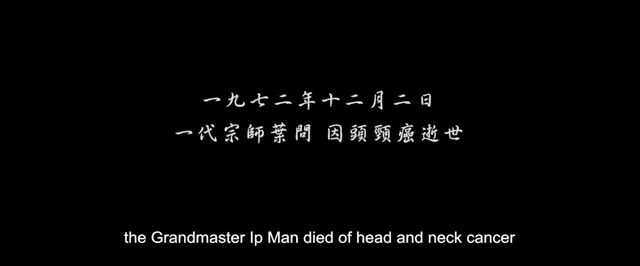 一九七二年十二月二日
一代宗師葉問 因頭頸癌逝世
the Grandmaster Ip Man died of head and neck cancer